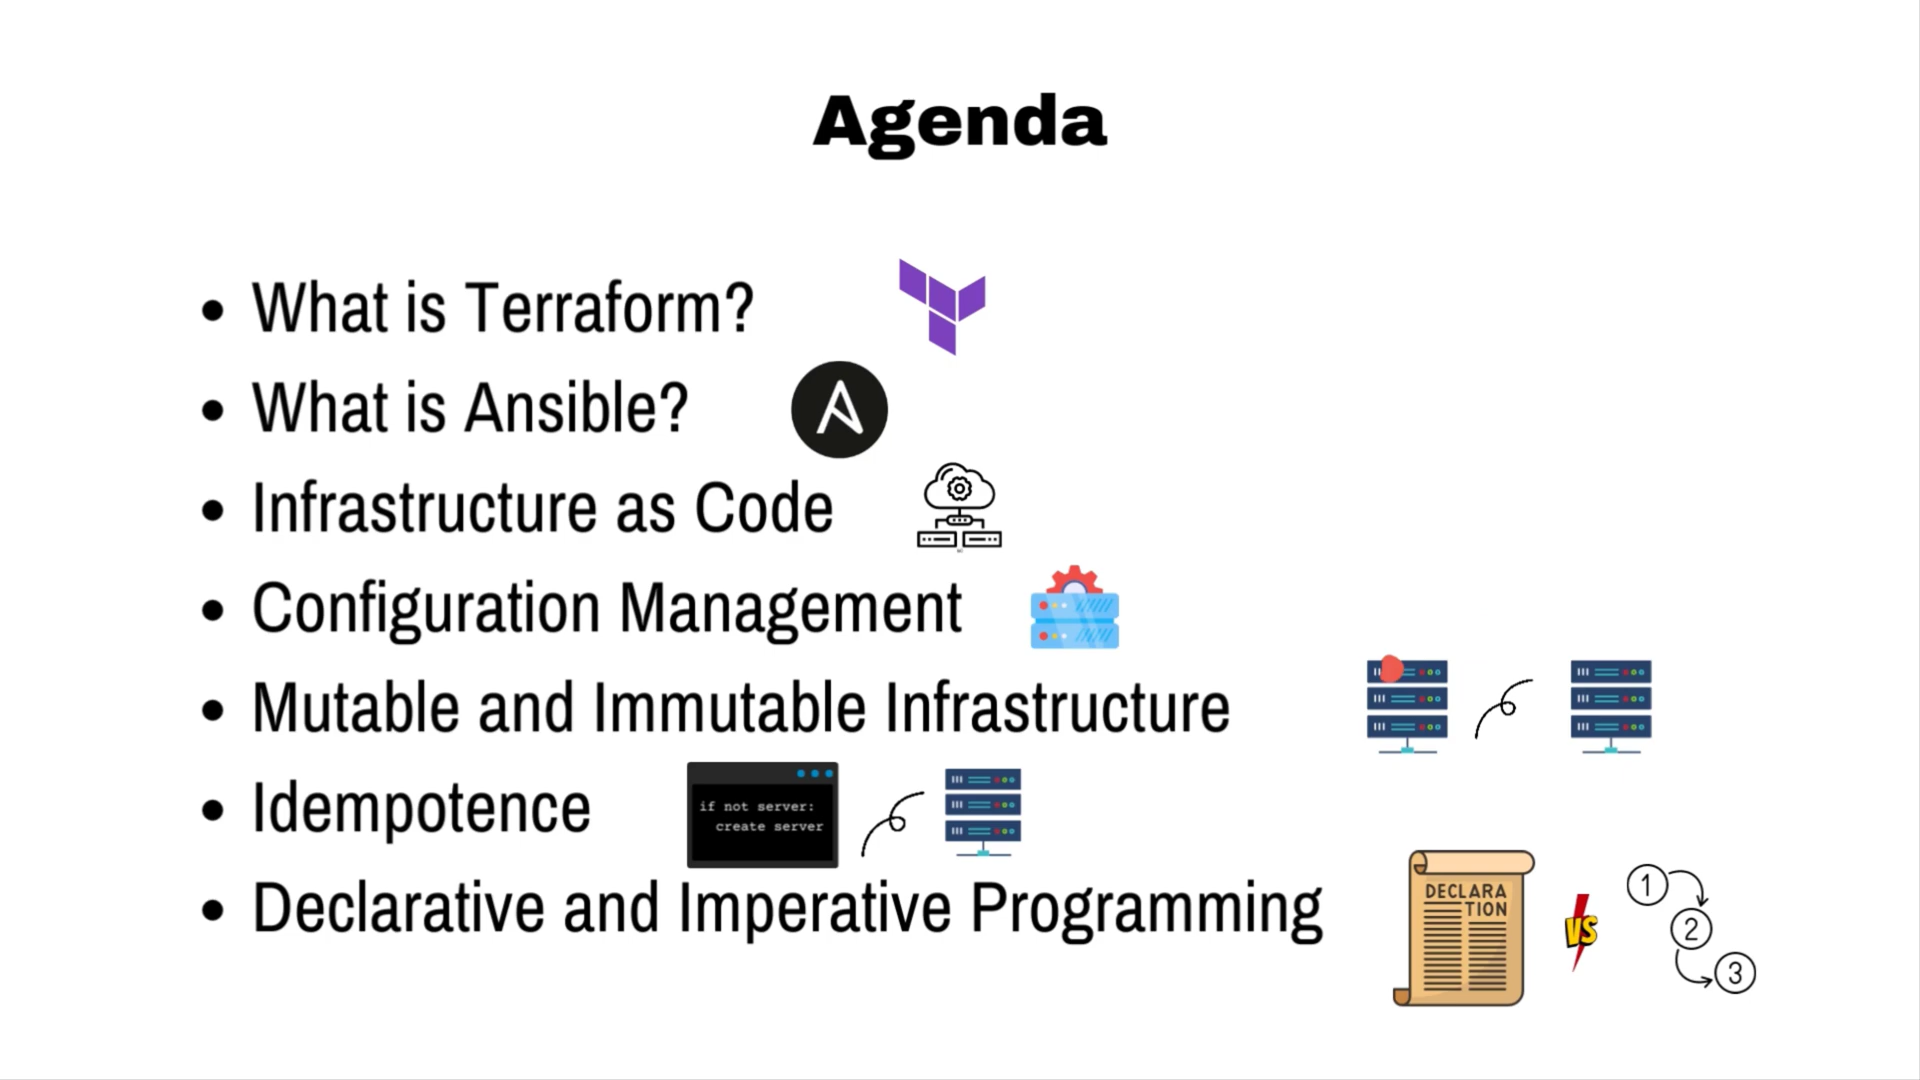 Agenda
• What is Terraform?
• What is Ansible?
• Infrastructure as Code
• Configuration Management
• Mutable and Immutable Infrastructure
• Idempotence
if not server:
create server
• Declarative and Imperative Programming
DECLARA
TION
VS
1
2
3